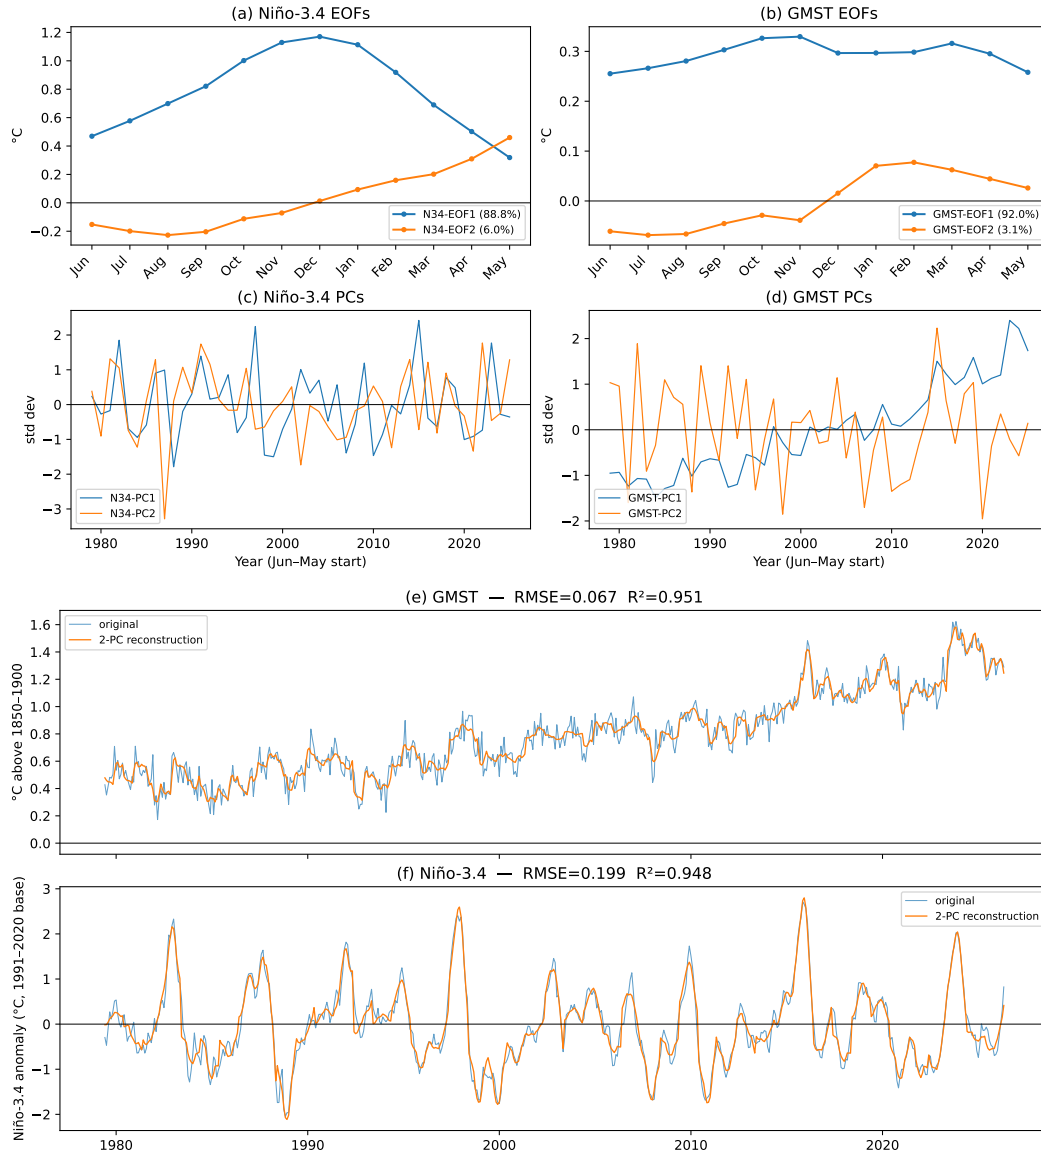 (a) Niño-3.4 EOFs
°C
1.2
1.0
0.8
0.6
0.4
0.2
0.0
−0.2
N34-EOF1 (88.8%)
N34-EOF2 (6.0%)
Jun
Jul
Aug
Sep
Oct
Nov
Dec
Jan
Feb
Mar
Apr
May
(b) GMST EOFs
°C
0.3
0.2
0.1
0.0
GMST-EOF1 (92.0%)
GMST-EOF2 (3.1%)
Jun
Jul
Aug
Sep
Oct
Nov
Dec
Jan
Feb
Mar
Apr
May
(c) Niño-3.4 PCs
std dev
2
1
0
−1
−2
−3
N34-PC1
N34-PC2
1980
1990
2000
2010
2020
Year (Jun–May start)
(d) GMST PCs
std dev
2
1
0
−1
−2
GMST-PC1
GMST-PC2
1980
1990
2000
2010
2020
Year (Jun–May start)
(e) GMST — RMSE=0.067 R²=0.951
°C above 1850–1900
1.6
1.4
1.2
1.0
0.8
0.6
0.4
0.2
0.0
original
2-PC reconstruction
(f) Niño-3.4 — RMSE=0.199 R²=0.948
Niño-3.4 anomaly (°C, 1991–2020 base)
3
2
1
0
−1
−2
original
2-PC reconstruction
1980
1990
2000
2010
2020